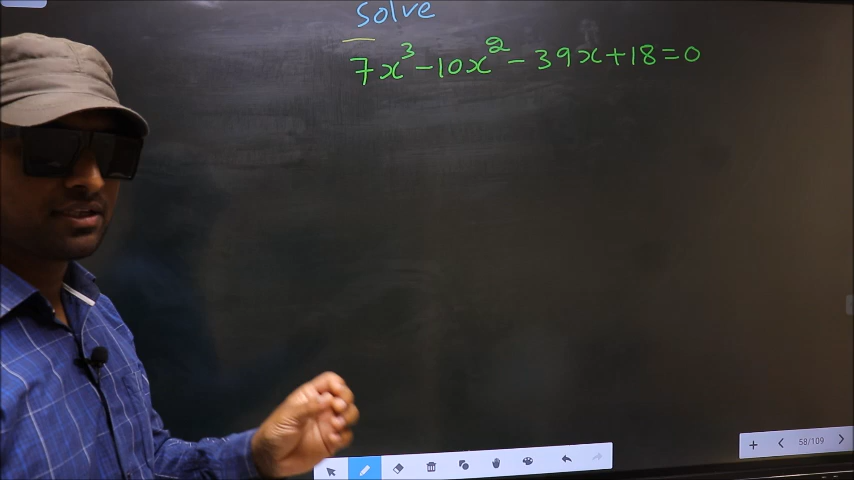 Solve
7x³ - 10x² - 39x + 18 = 0
58/109